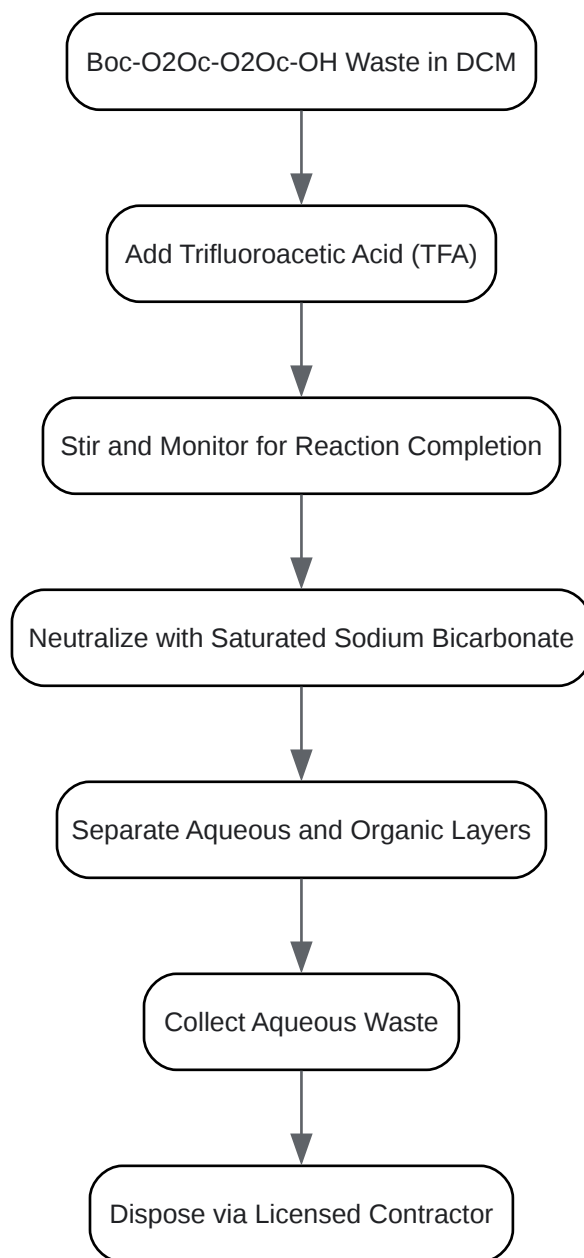 Boc-O2Oc-O2Oc-OH Waste in DCM
Add Trifluoroacetic Acid (TFA)
Stir and Monitor for Reaction Completion
Neutralize with Saturated Sodium Bicarbonate
Separate Aqueous and Organic Layers
Collect Aqueous Waste
Dispose via Licensed Contractor